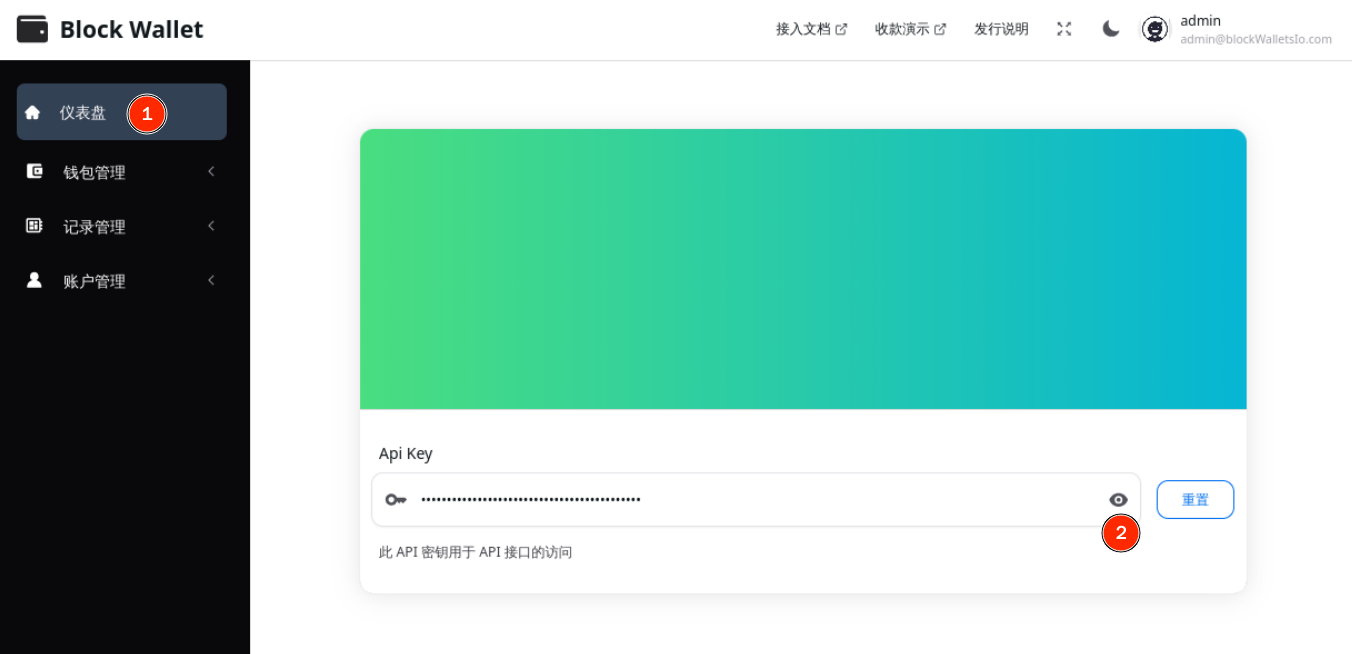 Block Wallet
接入文档
收款演示
发行说明
admin
admin@blockWalletsIo.com
仪表盘
1
钱包管理
记录管理
账户管理
Api Key
••••••••••••••••••••••••••••••••••••••••••••
重置
2
此 API 密钥用于 API 接口的访问